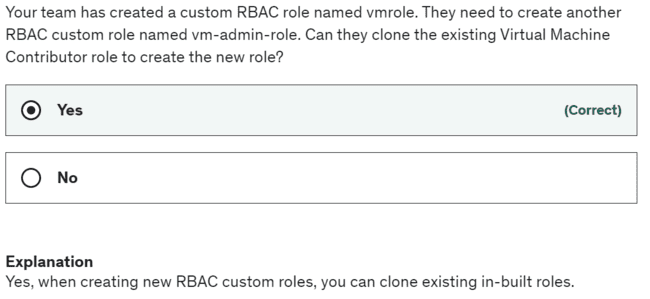 Your team has created a custom RBAC role named vmrole. They need to create another
RBAC custom role named vm-admin-role. Can they clone the existing Virtual Machine
Contributor role to create the new role?
Yes (Correct)
No
Explanation
Yes, when creating new RBAC custom roles, you can clone existing in-built roles.